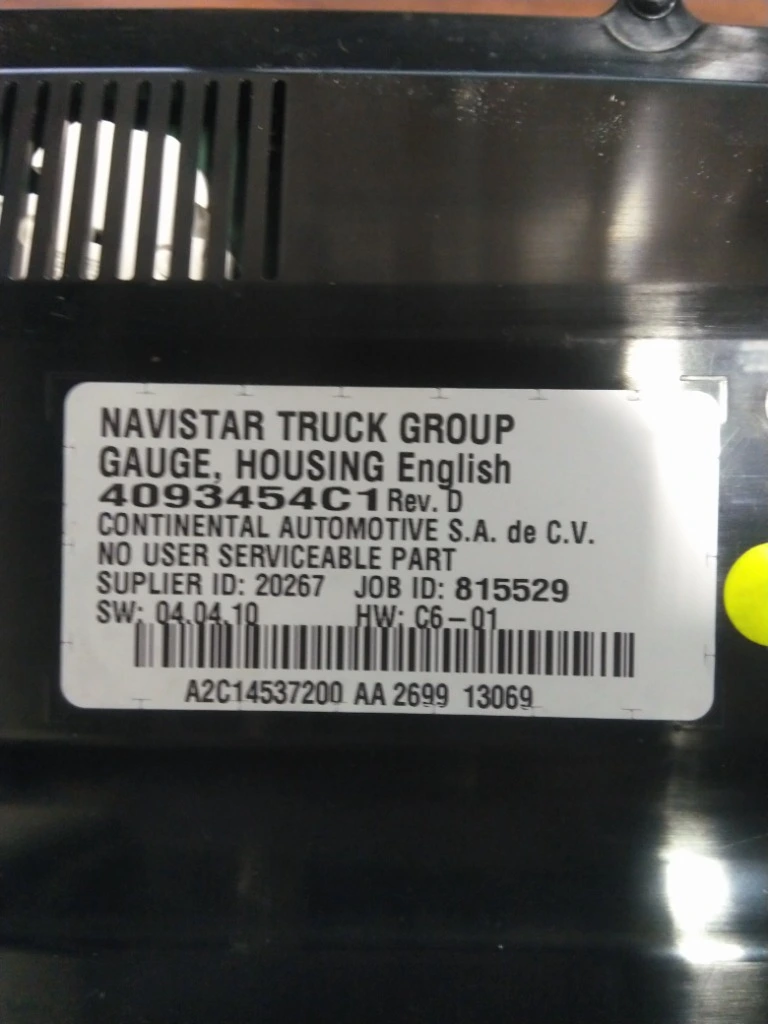 NAVISTAR TRUCK GROUP
GAUGE, HOUSING English
4093454C1 Rev. D
CONTINENTAL AUTOMOTIVE S.A. de C.V.
NO USER SERVICEABLE PART
SUPLIER ID: 20267 JOB ID: 815529
SW: 04.04.10 HW: C6-01
A2C14537200 AA 2699 13069